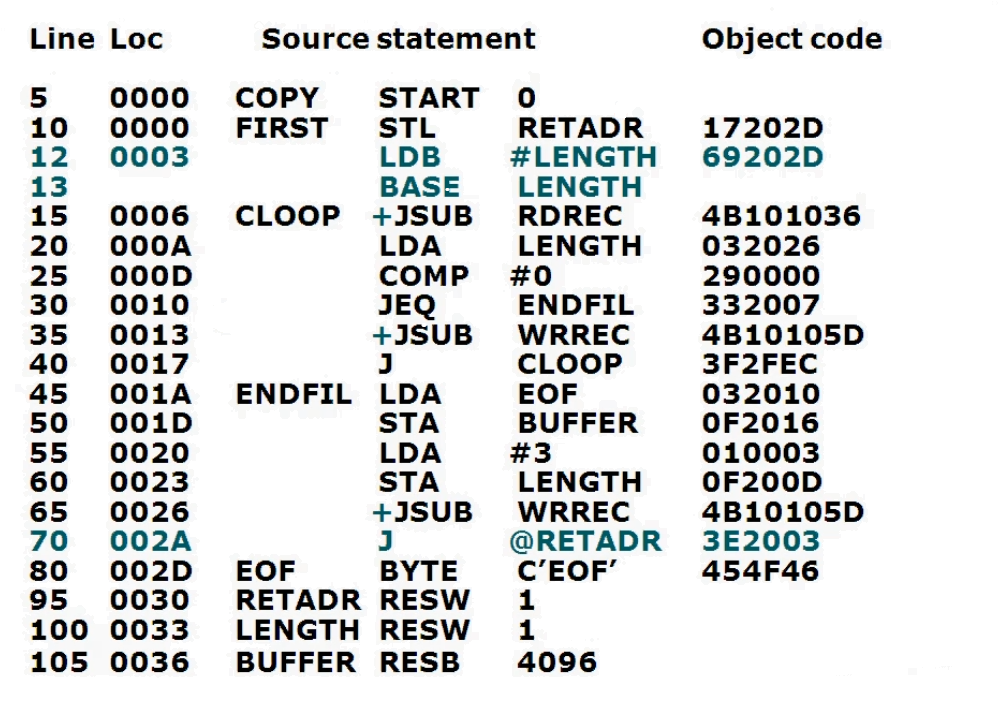 Line Loc Source statement Object code
5 0000 COPY START 0
10 0000 FIRST STL RETADR 17202D
12 0003 LDB #LENGTH 69202D
13 BASE LENGTH
15 0006 CLOOP +JSUB RDREC 4B101036
20 000A LDA LENGTH 032026
25 000D COMP #0 290000
30 0010 JEQ ENDFIL 332007
35 0013 +JSUB WRREC 4B10105D
40 0017 J CLOOP 3F2FEC
45 001A ENDFIL LDA EOF 032010
50 001D STA BUFFER 0F2016
55 0020 LDA #3 010003
60 0023 STA LENGTH 0F200D
65 0026 +JSUB WRREC 4B10105D
70 002A J @RETADR 3E2003
80 002D EOF BYTE C’EOF’ 454F46
95 0030 RETADR RESW 1
100 0033 LENGTH RESW 1
105 0036 BUFFER RESB 4096